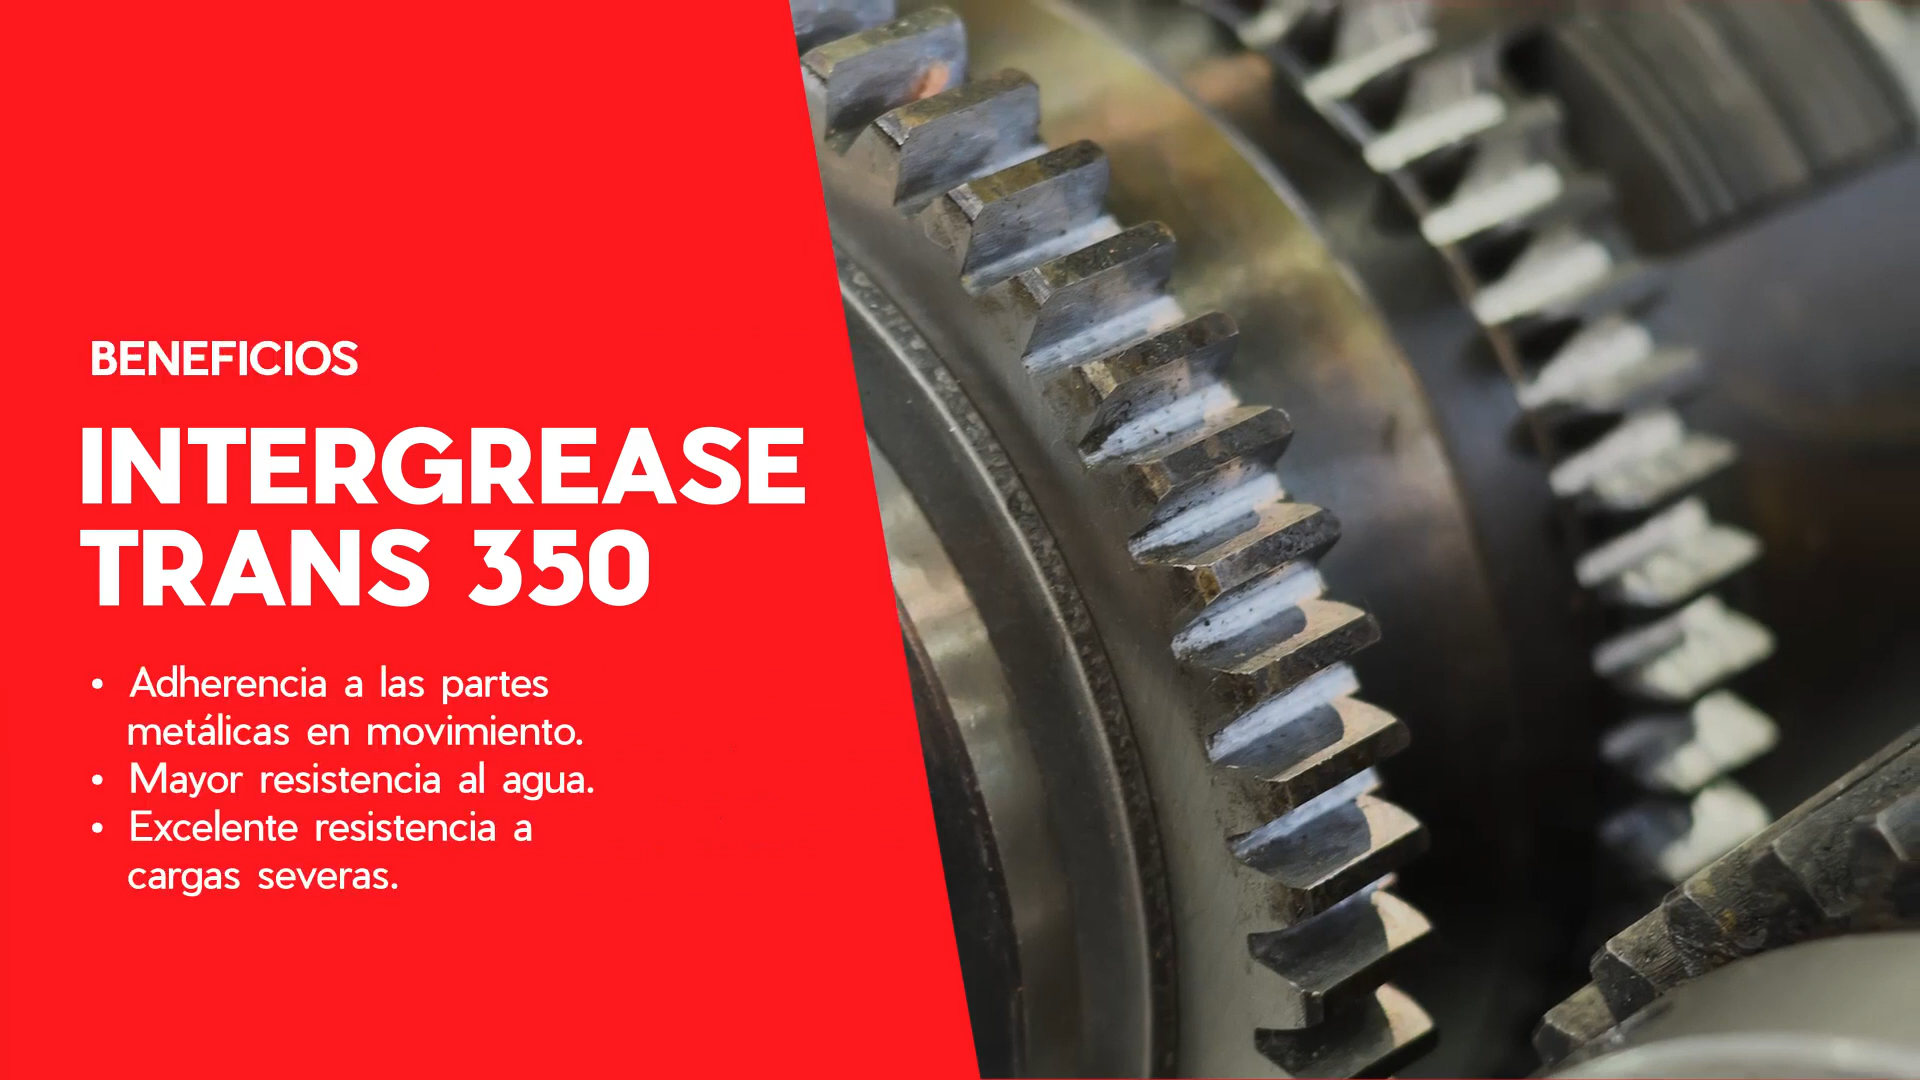 BENEFICIOS
INTERGREASE
TRANS 350
• Adherencia a las partes
metálicas en movimiento.
• Mayor resistencia al agua.
• Excelente resistencia a
cargas severas.